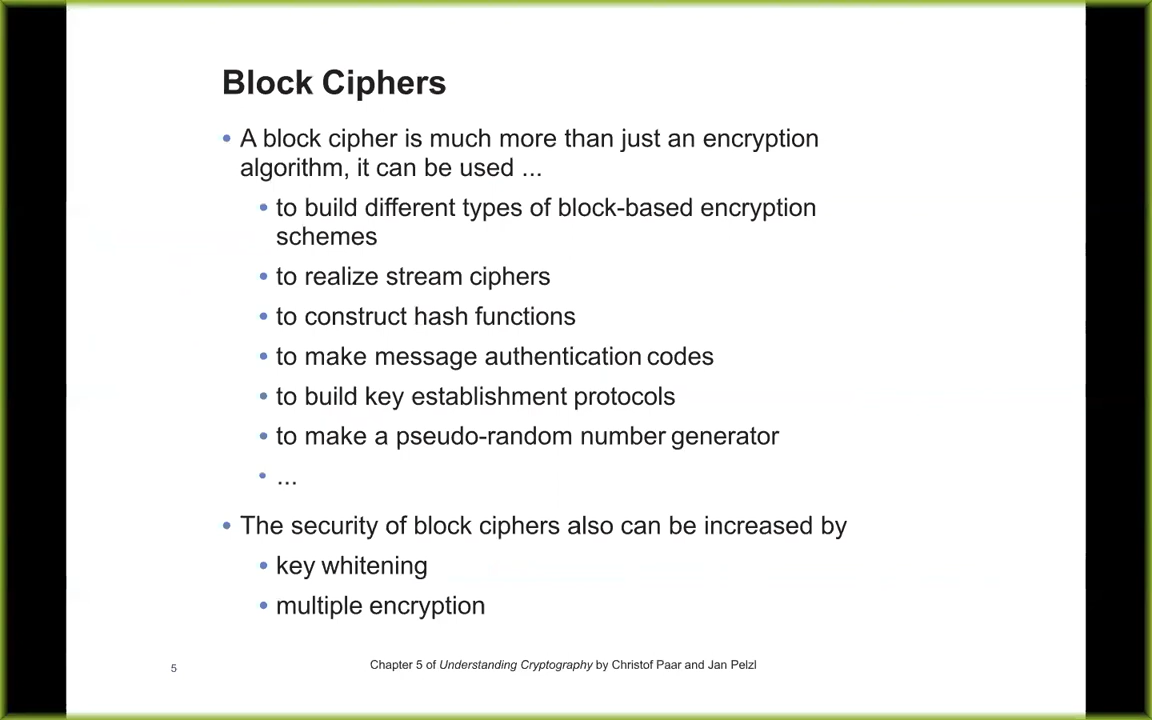 Block Ciphers
• A block cipher is much more than just an encryption
algorithm, it can be used ...
• to build different types of block-based encryption
schemes
• to realize stream ciphers
• to construct hash functions
• to make message authentication codes
• to build key establishment protocols
• to make a pseudo-random number generator
• ...
• The security of block ciphers also can be increased by
• key whitening
• multiple encryption
5
Chapter 5 of Understanding Cryptography by Christof Paar and Jan Pelzl